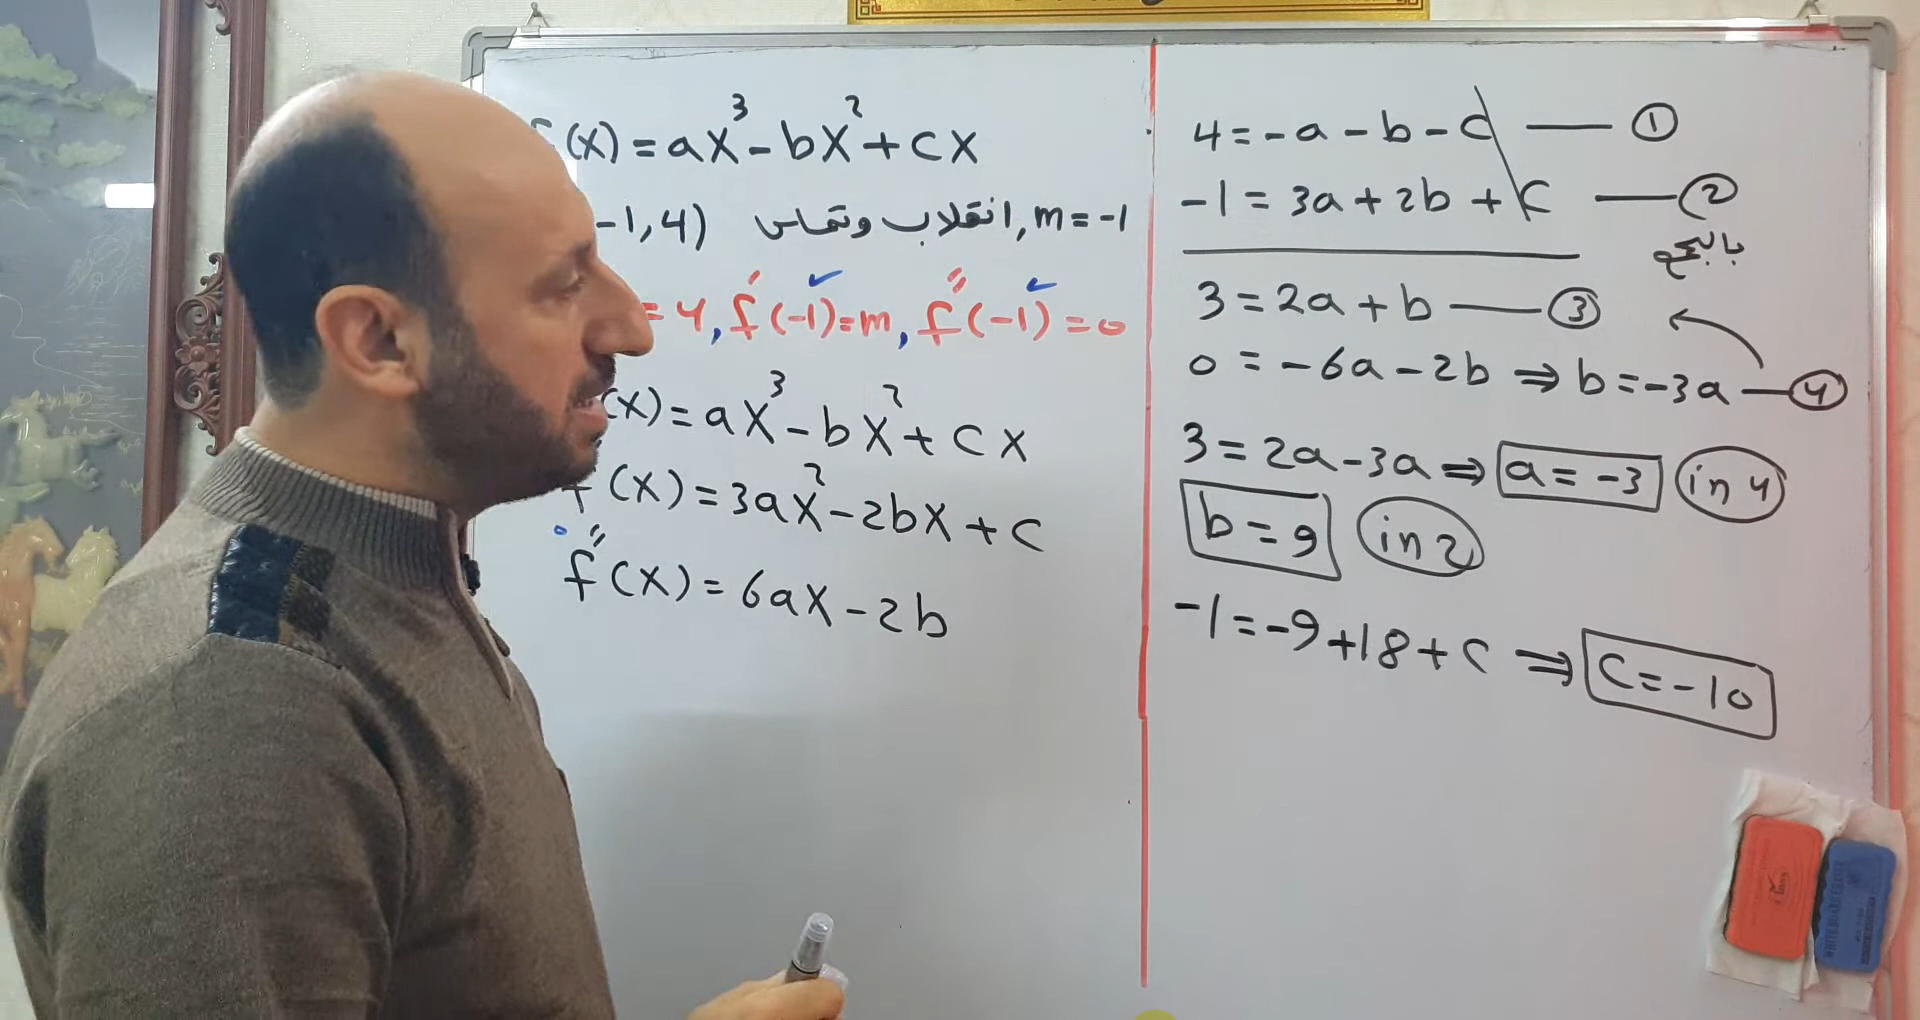 f(x) = ax³ - bx² + cx
-1, 4) انقلاب وتماس, m = -1
= 4, f′(-1) = m, f″(-1) = 0
(x) = ax³ - bx² + cx
f (x) = 3ax² - 2bx + c
f″(x) = 6ax - 2b
4 = -a - b - c —— ①
-1 = 3a + 2b + c —— ②
بالجمع
3 = 2a + b —— ③
0 = -6a - 2b ⇒ b = -3a — ④
3 = 2a - 3a ⇒ a = -3 in 4
b = 9 in 2
-1 = -9 + 18 + c ⇒ c = -10